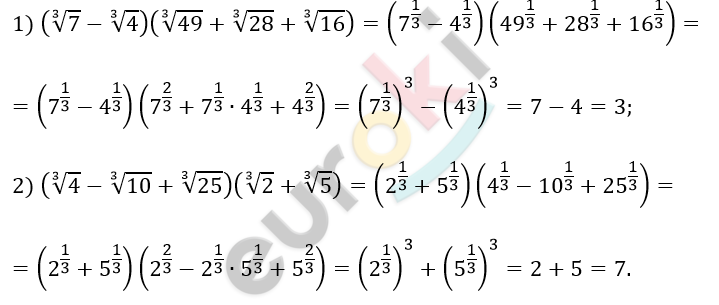 1) (∛7 − ∛4)(∛49 + ∛28 + ∛16) = (7^{1/3} − 4^{1/3})(49^{1/3} + 28^{1/3} + 16^{1/3}) =
= (7^{1/3} − 4^{1/3})(7^{2/3} + 7^{1/3} · 4^{1/3} + 4^{2/3}) = (7^{1/3})^3 − (4^{1/3})^3 = 7 − 4 = 3;
2) (∛4 − ∛10 + ∛25)(∛2 + ∛5) = (2^{1/3} + 5^{1/3})(4^{1/3} − 10^{1/3} + 25^{1/3}) =
= (2^{1/3} + 5^{1/3})(2^{2/3} − 2^{1/3} · 5^{1/3} + 5^{2/3}) = (2^{1/3})^3 + (5^{1/3})^3 = 2 + 5 = 7.
euroki